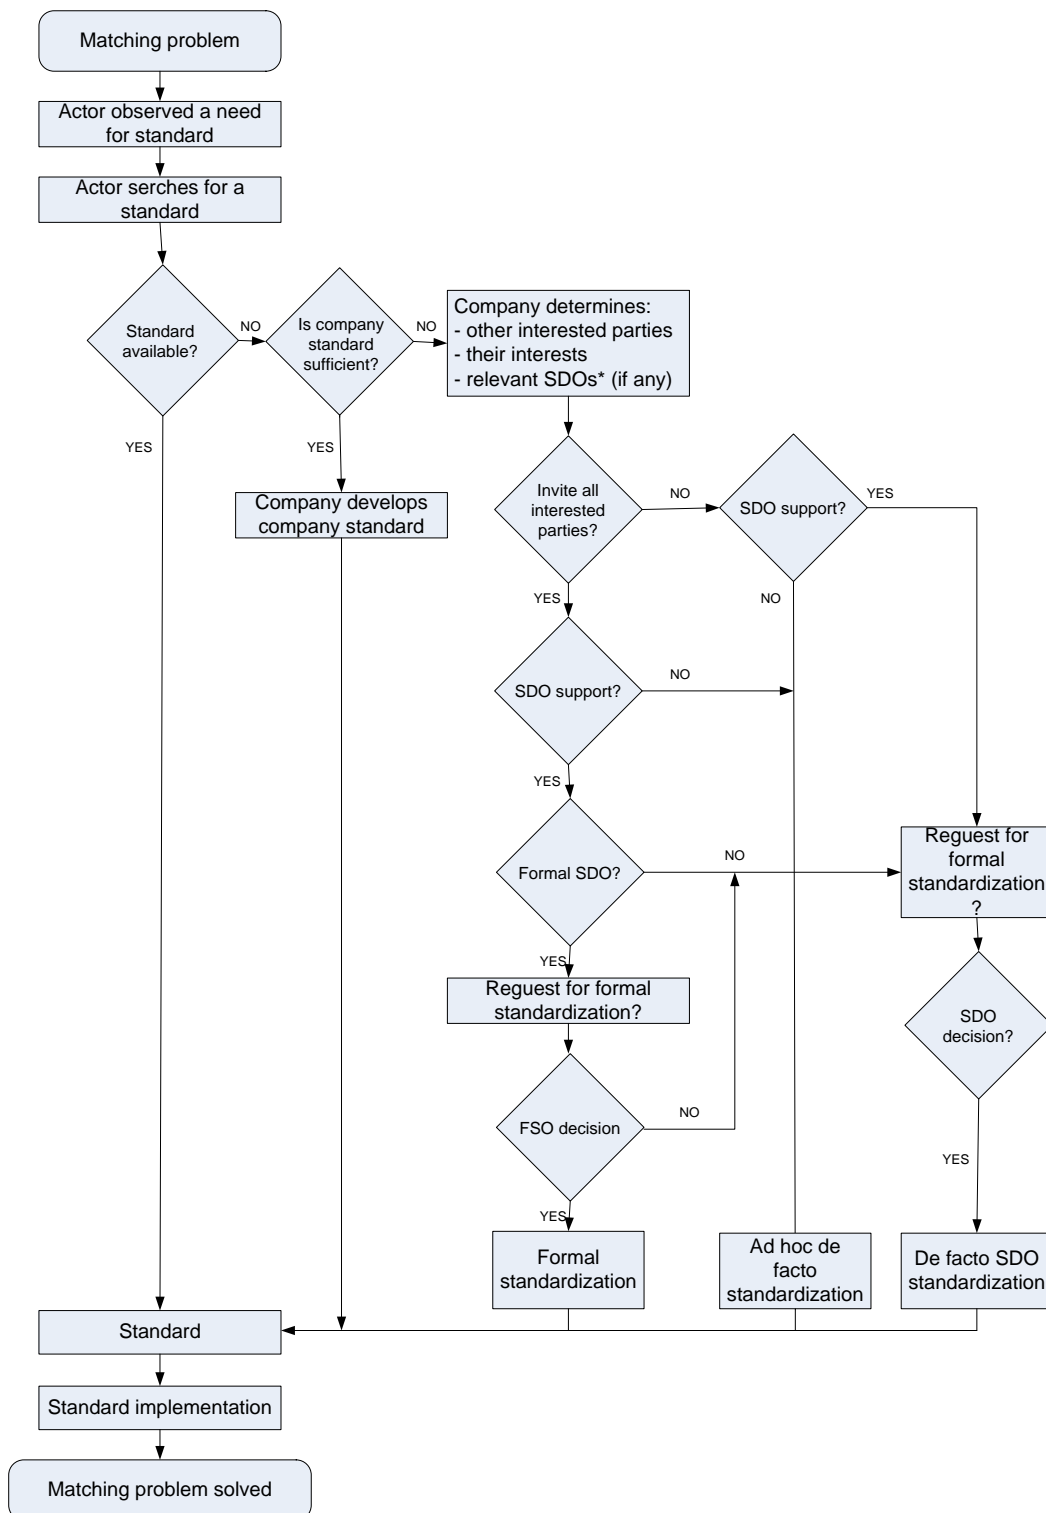 Matching problem
Actor observed a need
for standard
Actor serches for a
standard
Standard
available?
NO
Is company
standard
sufficient?
NO
Company determines:
- other interested parties
- their interests
- relevant SDOs* (if any)
YES
YES
Company develops
company standard
Invite all
interested
parties?
NO
SDO support?
YES
YES
NO
SDO support?
NO
YES
Formal SDO?
NO
Reguest for
formal
standardization
?
YES
Reguest for formal
standardization?
SDO
decision?
FSO decision
NO
YES
YES
Formal
standardization
Ad hoc de
facto
standardization
De facto SDO
standardization
Standard
Standard implementation
Matching problem solved